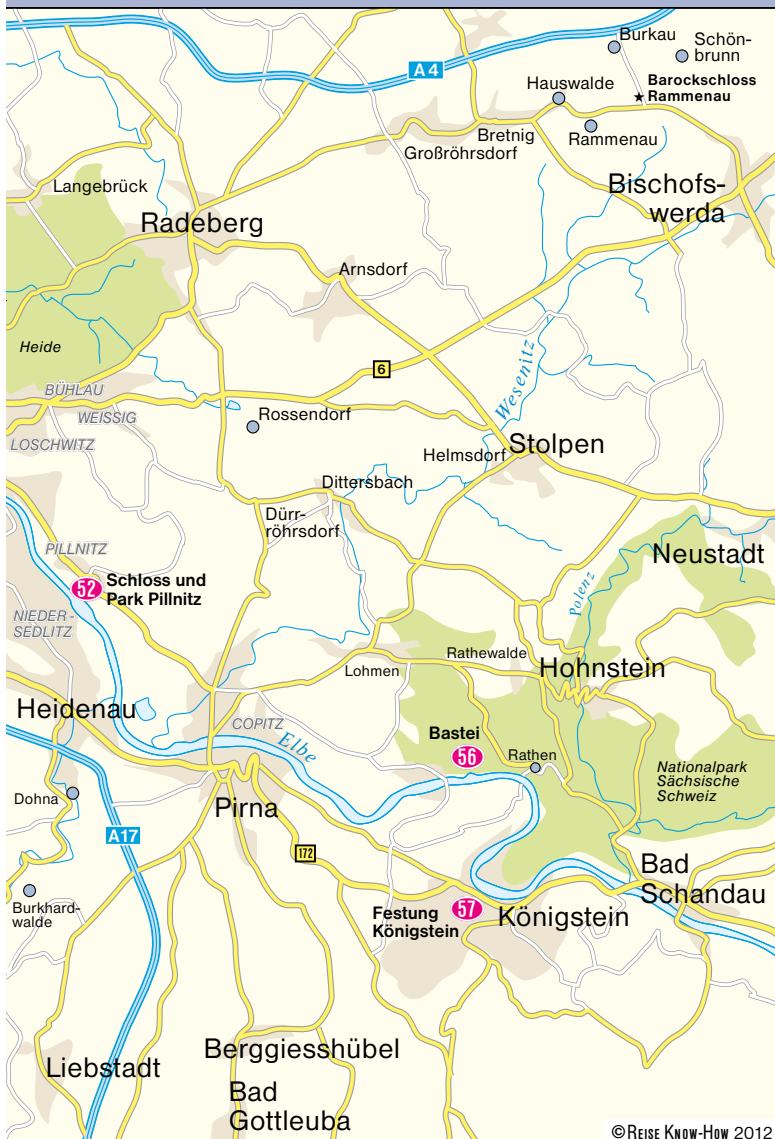 Burkau
Schön-
brunn
A 4
Hauswalde
Barockschloss
Rammenau
Bretnig
Großröhrsdorf
Rammenau
Langebrück
Bischofs-
werda
Radeberg
Arnsdorf
Heide
Wesenitz
6
BÜHLAU
WEISSIG
Rossendorf
LOSCHWITZ
Helmsdorf
Stolpen
Dittersbach
Dürr-
röhrsdorf
PILLNITZ
Neustadt
52
Schloss und
Park Pillnitz
Polenz
NIEDER-
SEDLITZ
Lohmen
Rathewalde
Hohnstein
Heidenau
COPITZ
Elbe
Bastei
56
Rathen
Nationalpark
Sächsische
Schweiz
Dohna
Pirna
A17
172
Bad
Schandau
Burkhard-
walde
Festung
Königstein
57
Königstein
Berggiesshübel
Liebstadt
Bad
Gottleuba
©REISE KNOW-HOW 2012